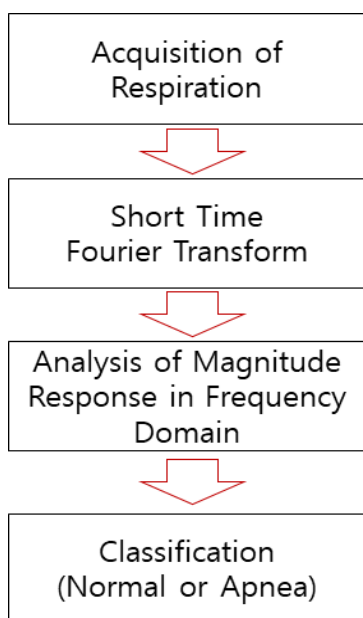 Acquisition of
Respiration
Short Time
Fourier Transform
Analysis of Magnitude
Response in Frequency
Domain
Classification
(Normal or Apnea)